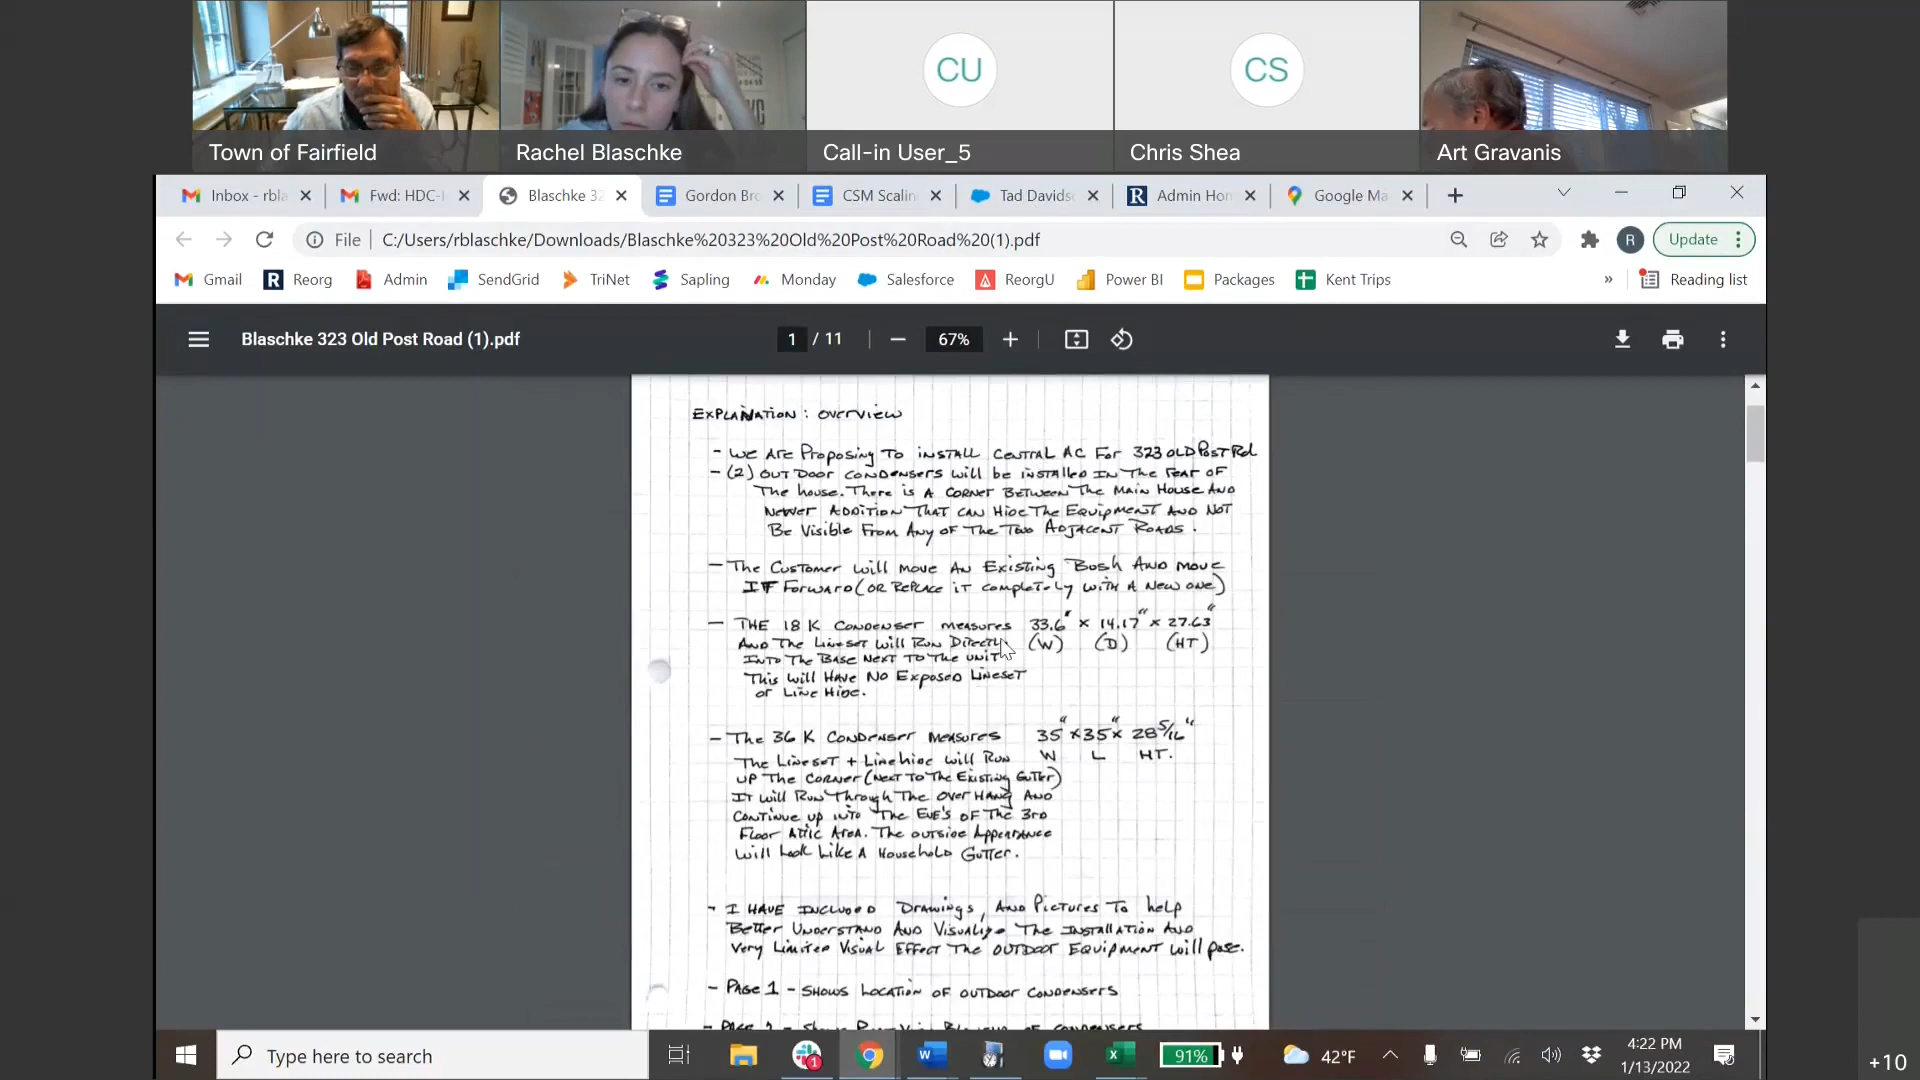 CU
CS
Town of Fairfield
Rachel Blaschke
Call-in User_5
Chris Shea
Art Gravanis
Inbox - rbla
Fwd: HDC-
Blaschke 32
Gordon Bro
CSM Scalin
Tad Davids
Admin Hom
Google Ma
File
C:/Users/rblaschke/Downloads/Blaschke%20323%20Old%20Post%20Road%20(1).pdf
R
Update
Gmail
R Reorg
Admin
SendGrid
TriNet
Sapling
Monday
Salesforce
ReorgU
Power BI
Packages
Kent Trips
»
Reading list
Blaschke 323 Old Post Road (1).pdf
1 / 11
67%
EXPLAINATION : OVERVIEW
- WE ARE PROPOSING TO INSTALL CENTRAL AC FOR 323 OLD POST Rd
- (2) OUTDOOR CONDENSERS WILL BE INSTALLED IN THE REAR OF
THE HOUSE. THERE IS A CORNER BETWEEN THE MAIN HOUSE AND
NEWER ADDITION THAT CAN HIDE THE EQUIPMENT AND NOT
BE VISIBLE FROM ANY OF THE TWO ADJACENT ROADS.
- THE CUSTOMER WILL MOVE AN EXISTING BUSH AND MOVE
IT FORWARD (OR REPLACE IT COMPLETELY WITH A NEW ONE)
- THE 18 K CONDENSER MEASURES 33.6" x 14.17" x 27.63"
AND THE LINESET WILL RUN DIRECTLY (W) (D) (HT)
INTO THE BASE NEXT TO THE UNIT
THIS WILL HAVE NO EXPOSED LINESET
OR LINE HIDE.
- THE 36 K CONDENSER MEASURES 35" x 35" x 28 5/16"
THE LINESET + LINEHIDE WILL RUN W L HT.
UP THE CORNER (NEXT TO THE EXISTING GUTTER)
IT WILL RUN THROUGH THE OVER HANG AND
CONTINUE UP INTO THE EVE'S OF THE 3RD
FLOOR ATTIC AREA. THE OUTSIDE APPEARANCE
WILL LOOK LIKE A HOUSEHOLD GUTTER.
- I HAVE INCLUDED DRAWINGS, AND PICTURES TO HELP
BETTER UNDERSTAND AND VISUALIZE THE INSTALLATION AND
VERY LIMITED VISUAL EFFECT THE OUTDOOR EQUIPMENT WILL POSE.
- PAGE 1 - SHOWS LOCATION OF OUTDOOR CONDENSERS
Type here to search
1
91%
42°F
4:22 PM
1/13/2022
+10